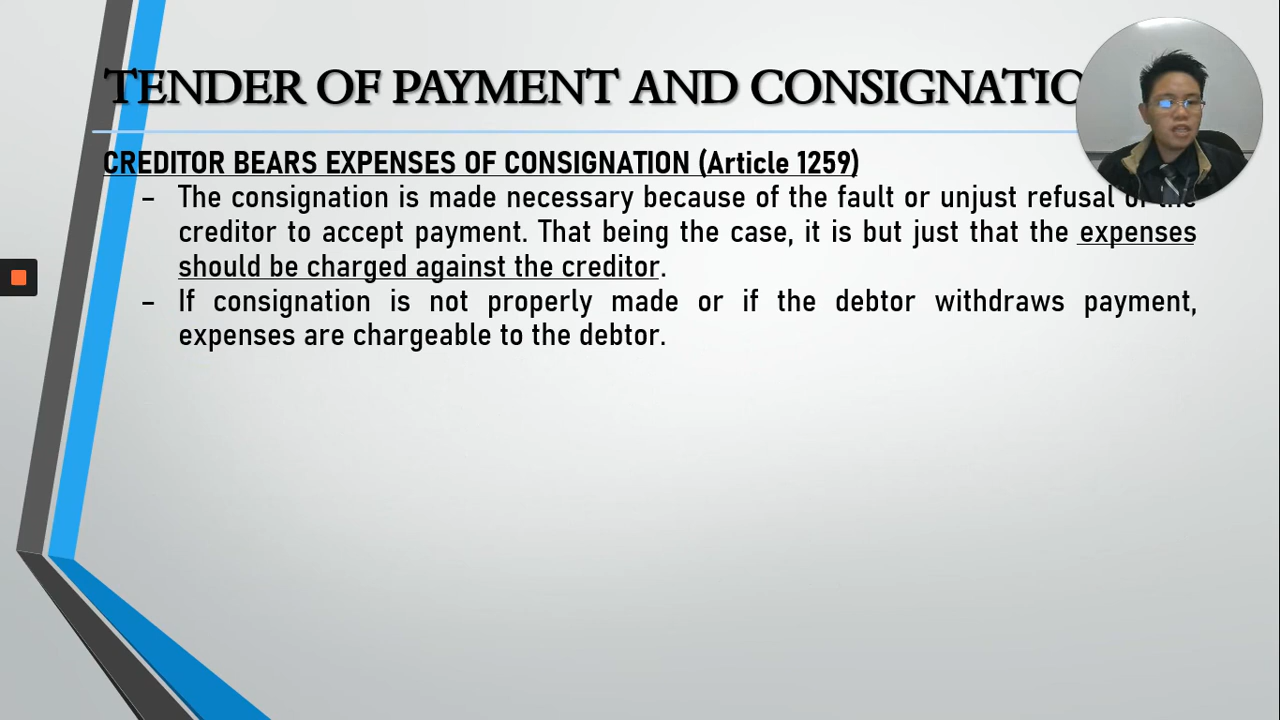 TENDER OF PAYMENT AND CONSIGNATIO
CREDITOR BEARS EXPENSES OF CONSIGNATION (Article 1259)
– The consignation is made necessary because of the fault or unjust refusal of the
creditor to accept payment. That being the case, it is but just that the expenses
should be charged against the creditor.
– If consignation is not properly made or if the debtor withdraws payment,
expenses are chargeable to the debtor.